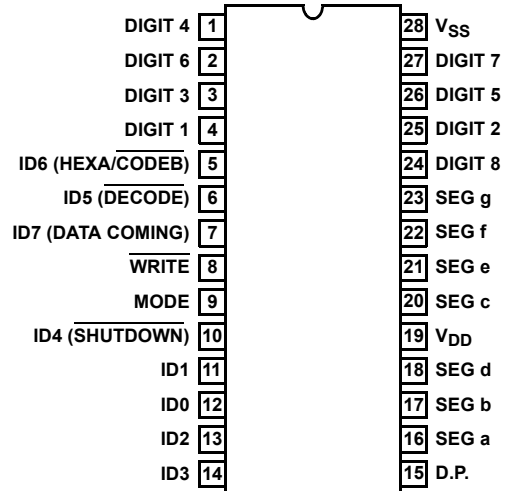 DIGIT 4 1 28 VSS
DIGIT 6 2 27 DIGIT 7
DIGIT 3 3 26 DIGIT 5
DIGIT 1 4 25 DIGIT 2
ID6 (HEXA/CODEB) 5 24 DIGIT 8
ID5 (DECODE) 6 23 SEG g
ID7 (DATA COMING) 7 22 SEG f
WRITE 8 21 SEG e
MODE 9 20 SEG c
ID4 (SHUTDOWN) 10 19 VDD
ID1 11 18 SEG d
ID0 12 17 SEG b
ID2 13 16 SEG a
ID3 14 15 D.P.